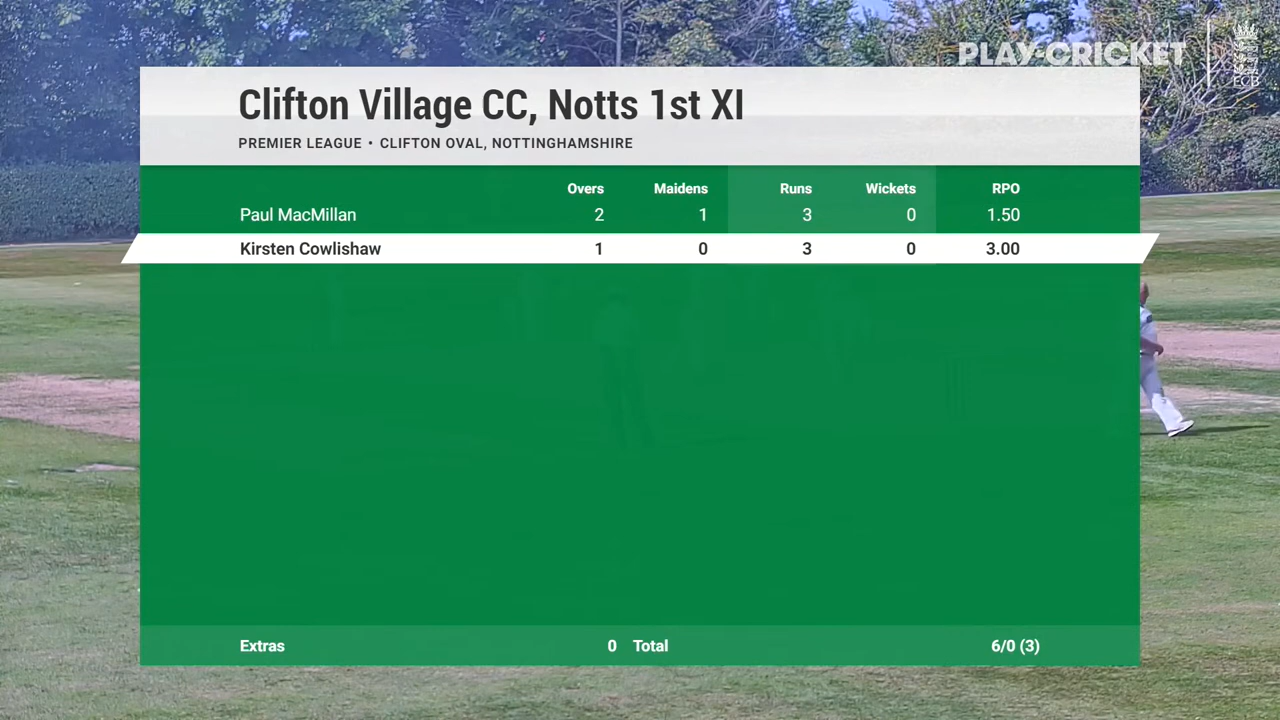 PLAY-CRICKET
ECB
Clifton Village CC, Notts 1st XI
PREMIER LEAGUE • CLIFTON OVAL, NOTTINGHAMSHIRE
Overs Maidens Runs Wickets RPO
Paul MacMillan 2 1 3 0 1.50
Kirsten Cowlishaw 1 0 3 0 3.00
Extras 0 Total 6/0 (3)